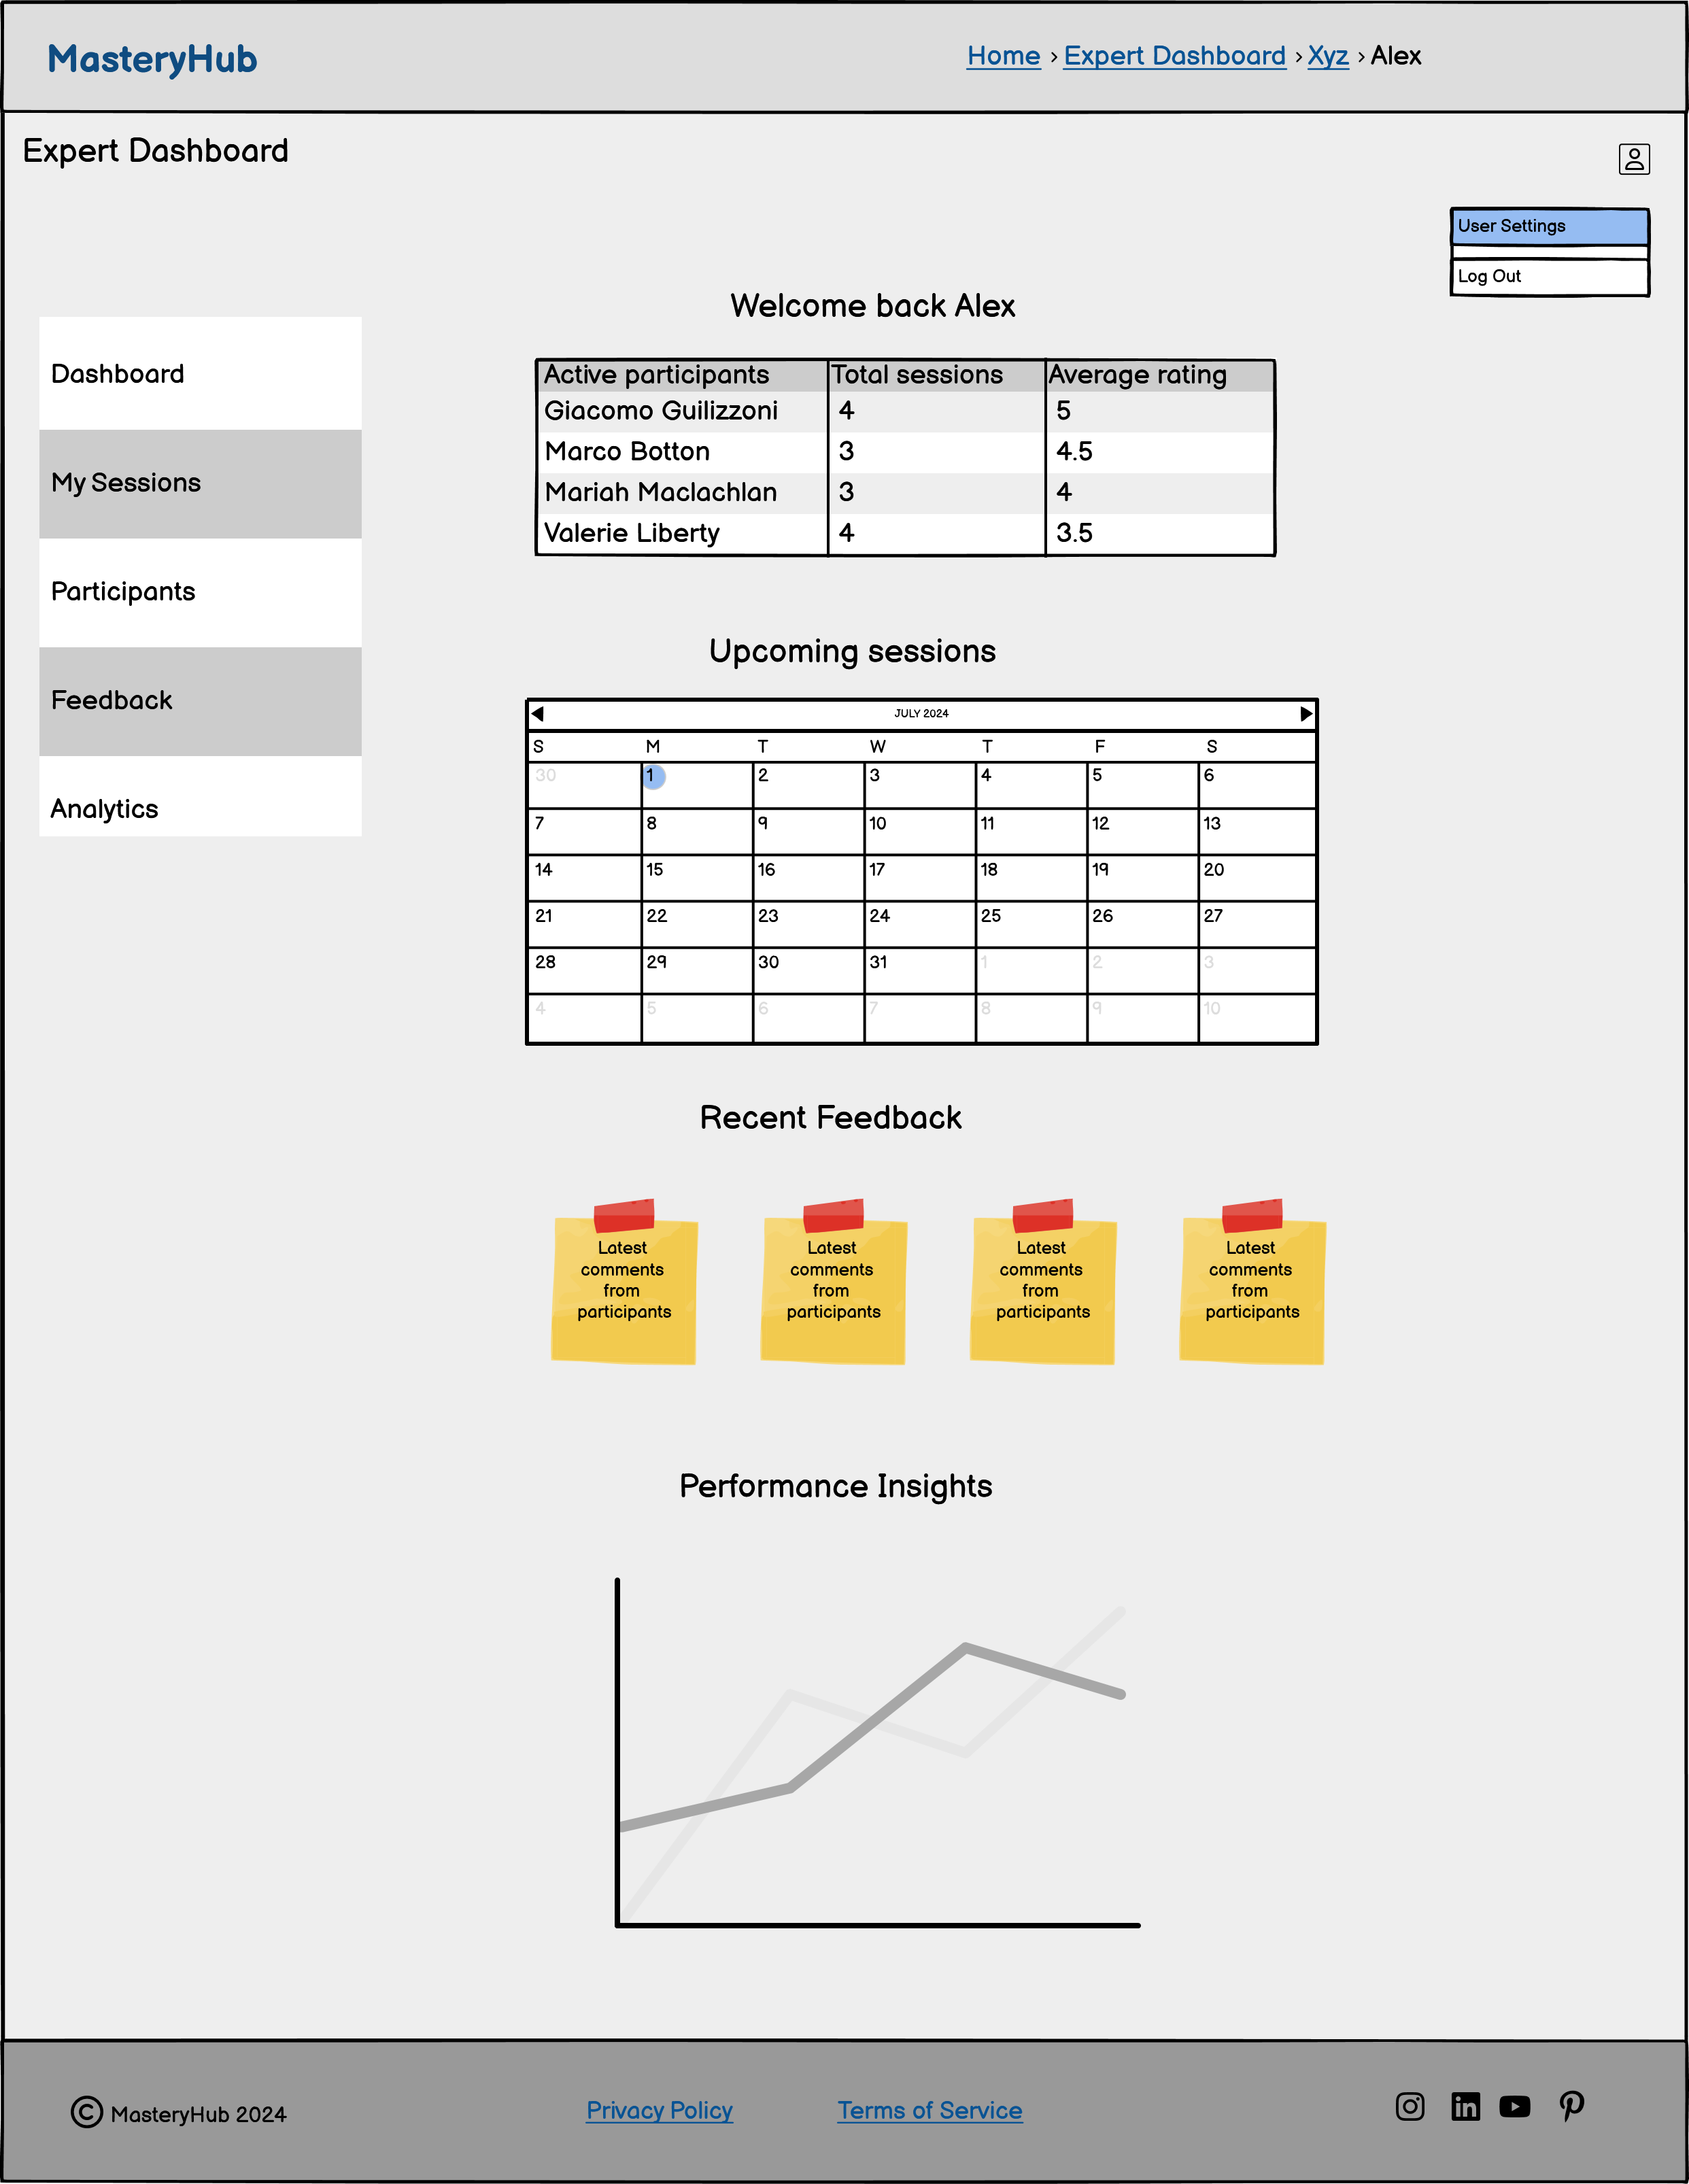 MasteryHub
Home › Expert Dashboard › Xyz › Alex
Expert Dashboard
User Settings
Log Out
Welcome back Alex
Dashboard
My Sessions
Participants
Feedback
Analytics
Active participants Total sessions Average rating
Giacomo Guilizzoni 4 5
Marco Botton 3 4.5
Mariah Maclachlan 3 4
Valerie Liberty 4 3.5
Upcoming sessions
JULY 2024
S M T W T F S
30 1 2 3 4 5 6
7 8 9 10 11 12 13
14 15 16 17 18 19 20
21 22 23 24 25 26 27
28 29 30 31 1 2 3
4 5 6 7 8 9 10
Recent Feedback
Latest
comments
from
participants
Latest
comments
from
participants
Latest
comments
from
participants
Latest
comments
from
participants
Performance Insights
© MasteryHub 2024
Privacy Policy
Terms of Service